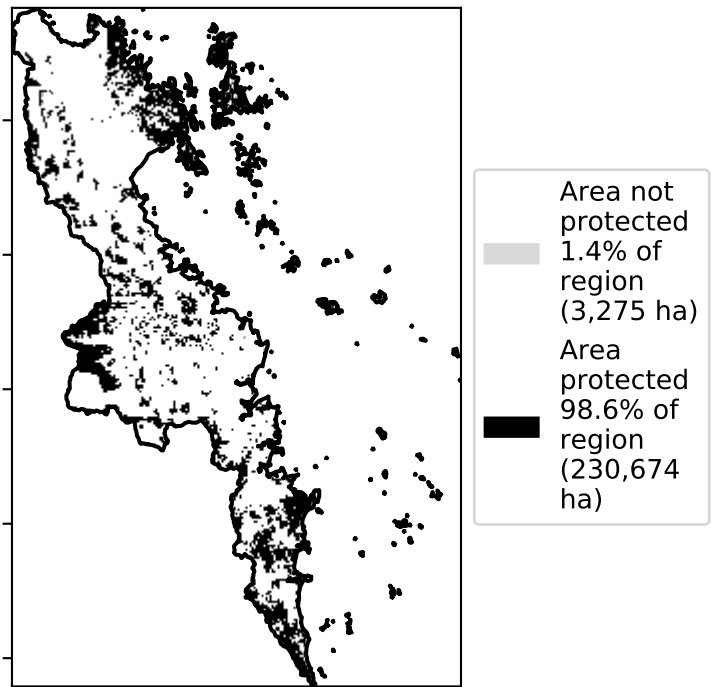 Area not
protected
1.4% of
region
(3,275 ha)
Area
protected
98.6% of
region
(230,674
ha)